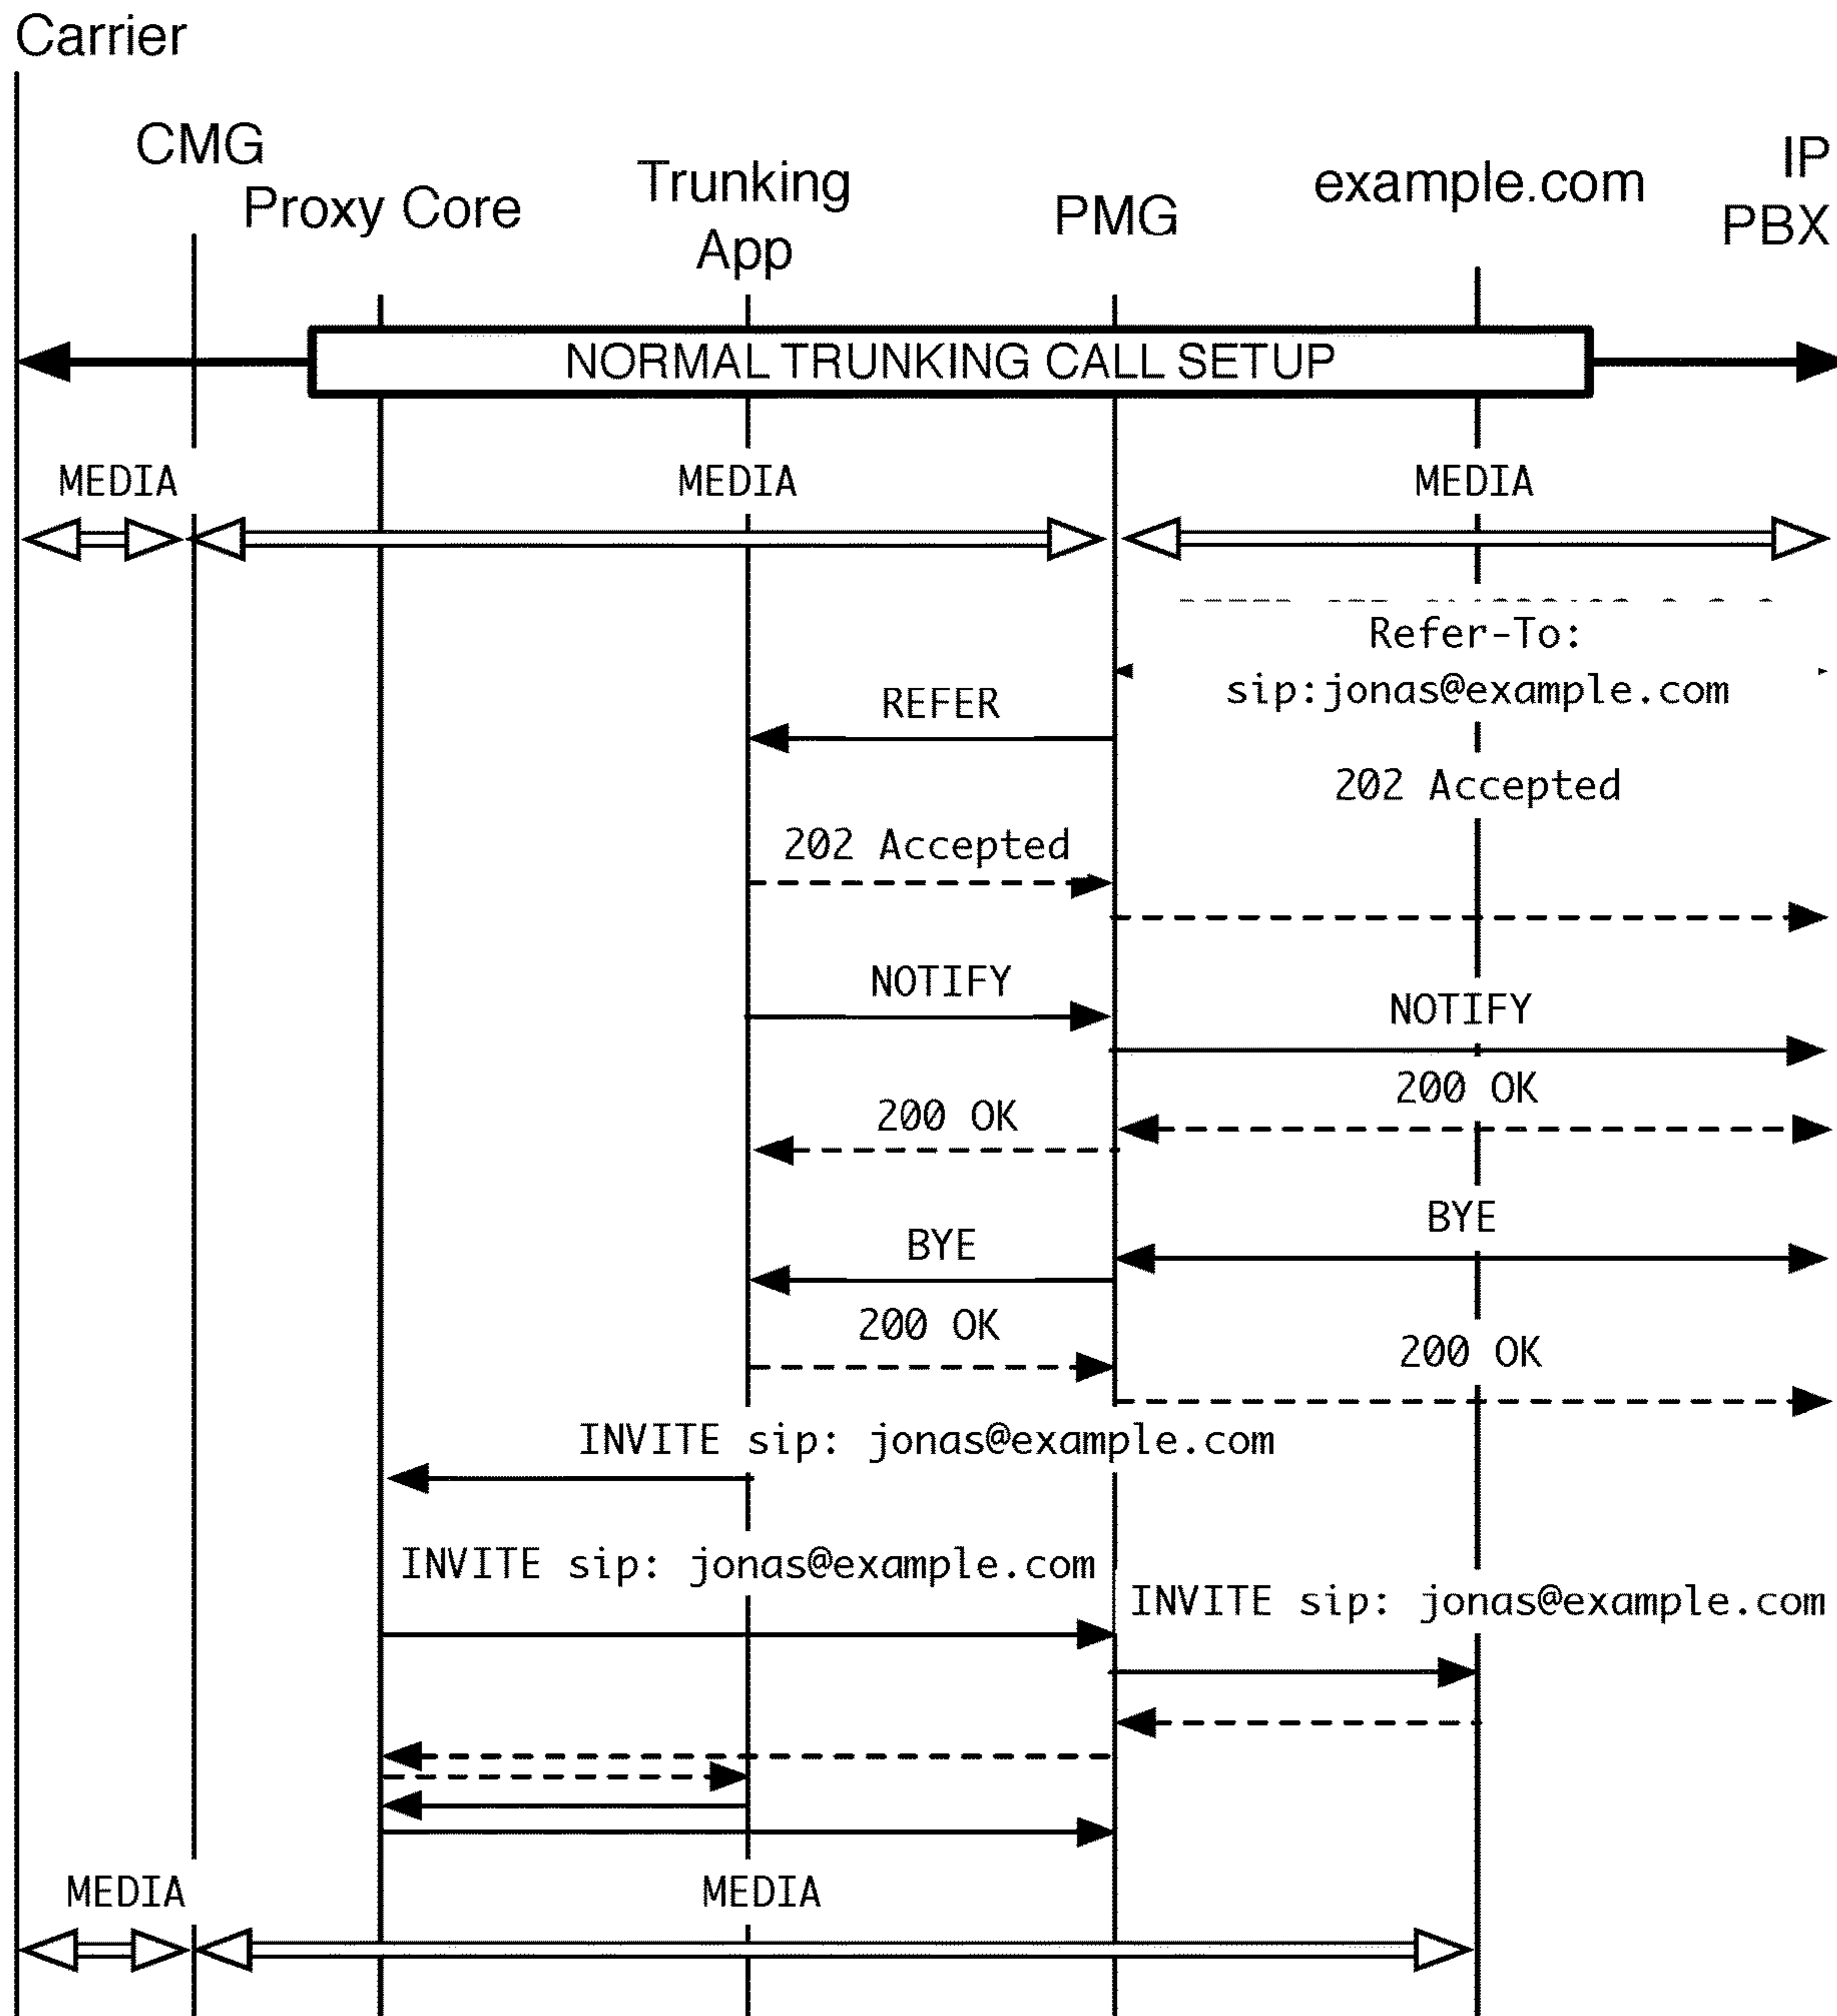 Carrier
CMG
Proxy Core
Trunking
App
PMG
example.com
IP
PBX
NORMAL TRUNKING CALL SETUP
MEDIA
MEDIA
MEDIA
Refer-To:
sip:jonas@example.com
REFER
202 Accepted
202 Accepted
NOTIFY
NOTIFY
200 OK
200 OK
BYE
BYE
200 OK
200 OK
INVITE sip: jonas@example.com
INVITE sip: jonas@example.com
INVITE sip: jonas@example.com
MEDIA
MEDIA